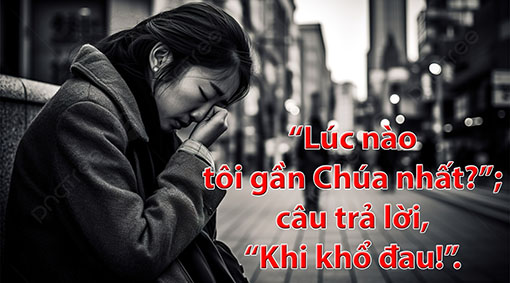 “Lúc nào
tôi gần Chúa nhất?”;
câu trả lời,
“Khi khổ đau!”.